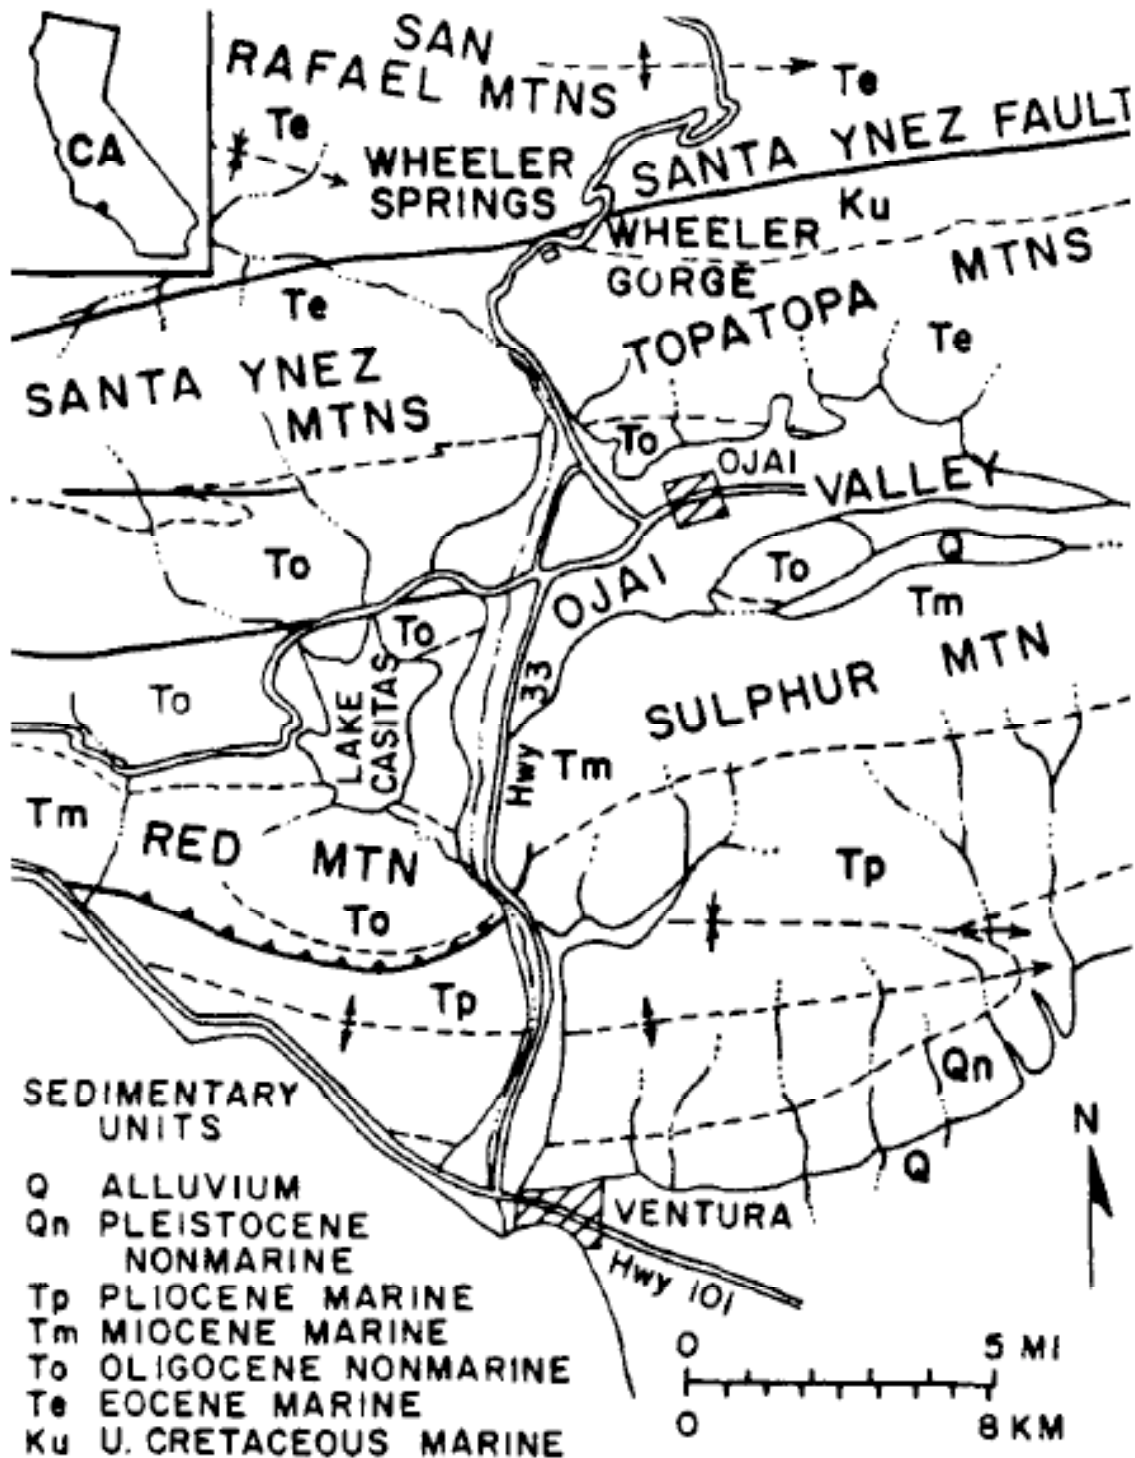 CA
SAN
RAFAEL MTNS
Te
Te
WHEELER
SPRINGS
SANTA YNEZ FAULT
Ku
WHEELER
GORGE
Te
TOPATOPA MTNS
Te
SANTA YNEZ
MTNS
To
OJAI
VALLEY
To
To
Q
OJAI
Tm
To
To
LAKE
CASITAS
Hwy 33
SULPHUR MTN
Tm
Tm
RED MTN
To
Tp
Tp
Qn
Q
VENTURA
Hwy 101
N
SEDIMENTARY
UNITS
Q ALLUVIUM
Qn PLEISTOCENE
NONMARINE
Tp PLIOCENE MARINE
Tm MIOCENE MARINE
To OLIGOCENE NONMARINE
Te EOCENE MARINE
Ku U. CRETACEOUS MARINE
0 5 MI
0 8 KM